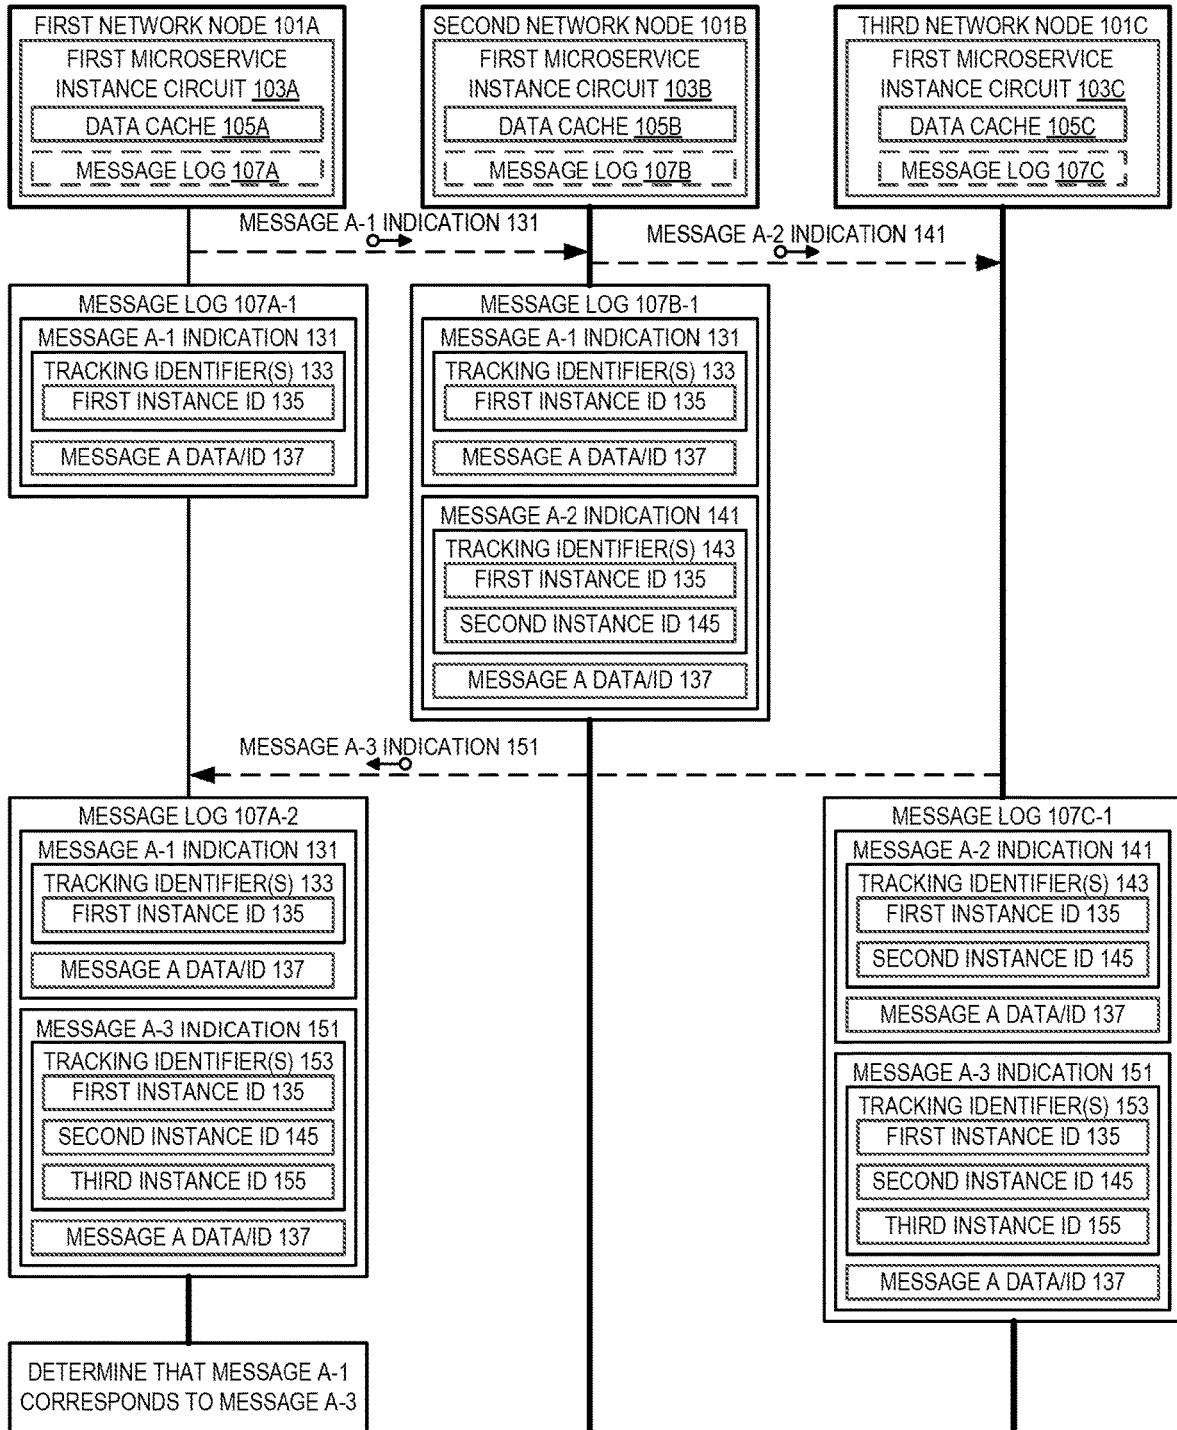 FIRST NETWORK NODE 101A
FIRST MICROSERVICE
INSTANCE CIRCUIT 103A
DATA CACHE 105A
MESSAGE LOG 107A
SECOND NETWORK NODE 101B
FIRST MICROSERVICE
INSTANCE CIRCUIT 103B
DATA CACHE 105B
MESSAGE LOG 107B
THIRD NETWORK NODE 101C
FIRST MICROSERVICE
INSTANCE CIRCUIT 103C
DATA CACHE 105C
MESSAGE LOG 107C
MESSAGE A-1 INDICATION 131
MESSAGE A-2 INDICATION 141
MESSAGE LOG 107A-1
MESSAGE A-1 INDICATION 131
TRACKING IDENTIFIER(S) 133
FIRST INSTANCE ID 135
MESSAGE A DATA/ID 137
MESSAGE LOG 107B-1
MESSAGE A-1 INDICATION 131
TRACKING IDENTIFIER(S) 133
FIRST INSTANCE ID 135
MESSAGE A DATA/ID 137
MESSAGE A-2 INDICATION 141
TRACKING IDENTIFIER(S) 143
FIRST INSTANCE ID 135
SECOND INSTANCE ID 145
MESSAGE A DATA/ID 137
MESSAGE A-3 INDICATION 151
MESSAGE LOG 107A-2
MESSAGE A-1 INDICATION 131
TRACKING IDENTIFIER(S) 133
FIRST INSTANCE ID 135
MESSAGE A DATA/ID 137
MESSAGE A-3 INDICATION 151
TRACKING IDENTIFIER(S) 153
FIRST INSTANCE ID 135
SECOND INSTANCE ID 145
THIRD INSTANCE ID 155
MESSAGE A DATA/ID 137
MESSAGE LOG 107C-1
MESSAGE A-2 INDICATION 141
TRACKING IDENTIFIER(S) 143
FIRST INSTANCE ID 135
SECOND INSTANCE ID 145
MESSAGE A DATA/ID 137
MESSAGE A-3 INDICATION 151
TRACKING IDENTIFIER(S) 153
FIRST INSTANCE ID 135
SECOND INSTANCE ID 145
THIRD INSTANCE ID 155
MESSAGE A DATA/ID 137
DETERMINE THAT MESSAGE A-1
CORRESPONDS TO MESSAGE A-3